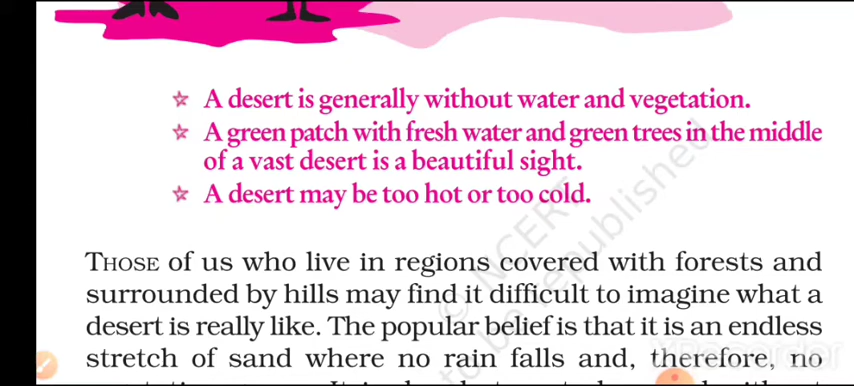 ☆ A desert is generally without water and vegetation.
☆ A green patch with fresh water and green trees in the middle
of a vast desert is a beautiful sight.
☆ A desert may be too hot or too cold.
THOSE of us who live in regions covered with forests and
surrounded by hills may find it difficult to imagine what a
desert is really like. The popular belief is that it is an endless
stretch of sand where no rain falls and, therefore, no
© NCERT
to be republished